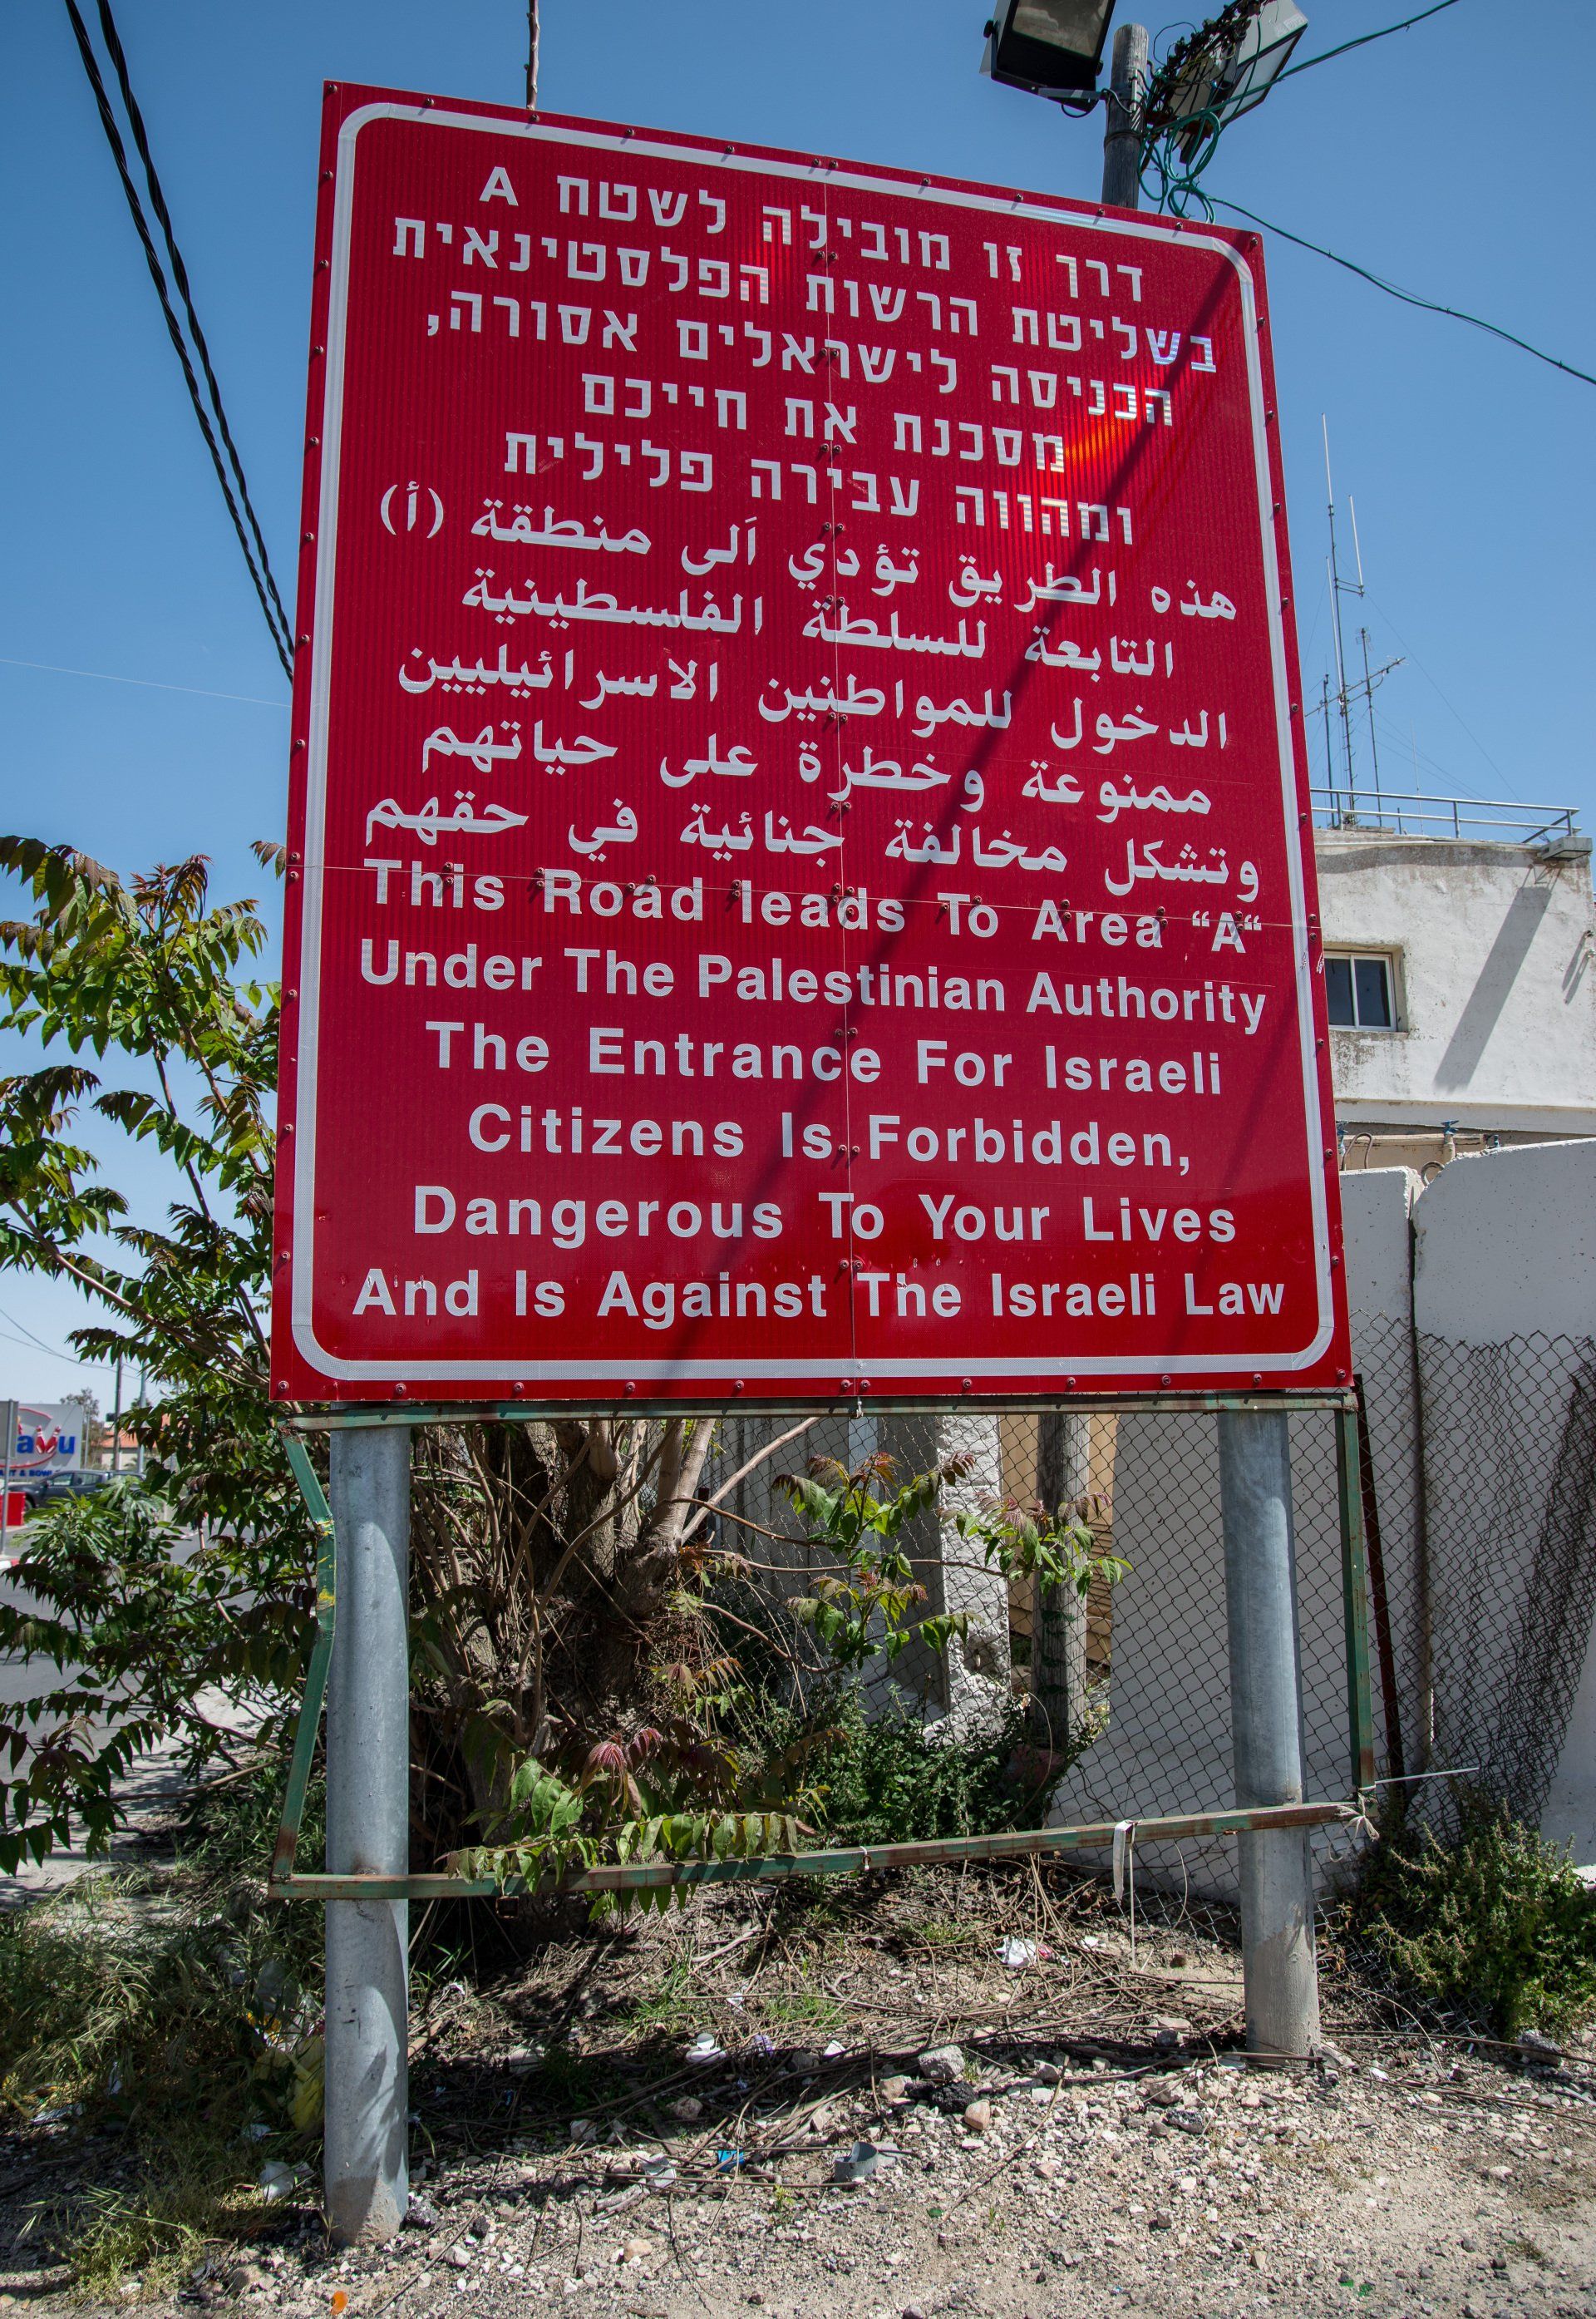 דרך זו מובילה לשטח A
בשליטת הרשות הפלסטינאית
הכניסה לישראלים אסורה,
מסכנת את חייכם
ומהווה עבירה פלילית
هذه الطريق تؤدي اَلى منطقة (أ)
التابعة للسلطة الفلسطينية
الدخول للمواطنين الاسرائيليين
ممنوعة وخطرة على حياتهم
وتشكل مخالفة جنائية في حقهم
This Road leads To Area “A“
Under The Palestinian Authority
The Entrance For Israeli
Citizens Is Forbidden,
Dangerous To Your Lives
And Is Against The Israeli Law